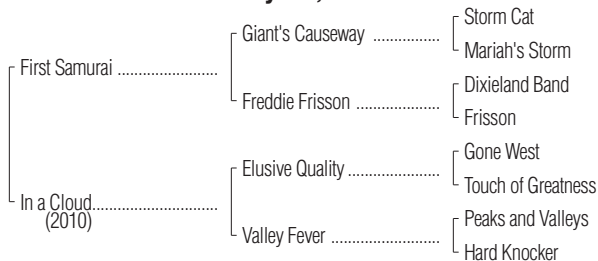 Storm Cat
Giant's Causeway ................
Mariah's Storm
First Samurai .......................
Dixieland Band
Freddie Frisson ....................
Frisson
Gone West
Elusive Quality ......................
Touch of Greatness
In a Cloud.............................
(2010)
Peaks and Valleys
Valley Fever .........................
Hard Knocker